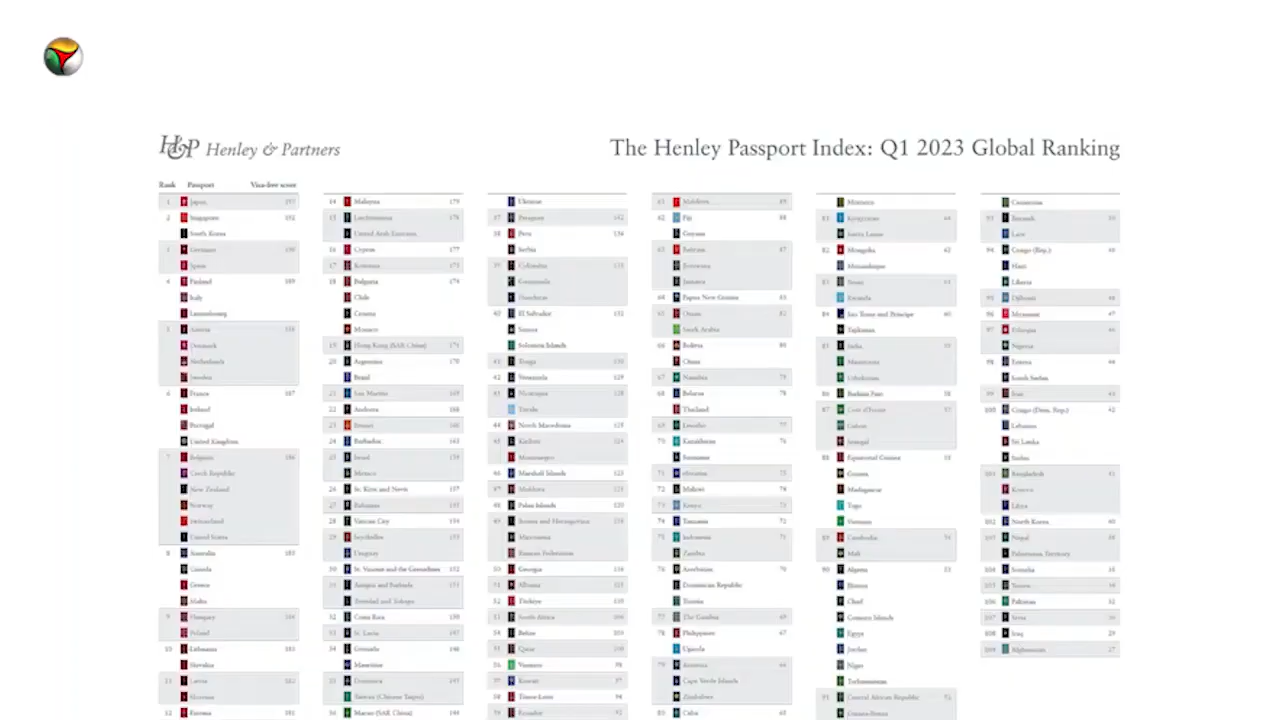 H&P Henley & Partners
The Henley Passport Index: Q1 2023 Global Ranking
Rank Passport Visa-free score
1 Japan 193
2 Singapore 192
South Korea
3 Germany 190
Spain
4 Finland 189
Italy
Luxembourg
5 Austria 188
Denmark
Netherlands
Sweden
6 France 187
Ireland
Portugal
United Kingdom
7 Belgium 186
Czech Republic
New Zealand
Norway
Switzerland
United States
8 Australia 185
Canada
Greece
Malta
9 Hungary 184
Poland
10 Lithuania 183
Slovakia
11 Latvia 182
Slovenia
12 Estonia 181
14 Malaysia 179
15 Liechtenstein 178
United Arab Emirates
16 Cyprus 177
17 Romania 175
18 Bulgaria 174
Chile
Croatia
Monaco
19 Hong Kong (SAR China) 171
20 Argentina 170
Brazil
21 San Marino 169
22 Andorra 168
23 Brunei 166
24 Barbados 163
25 Israel 159
Mexico
26 St. Kitts and Nevis 157
27 Bahamas 155
28 Vatican City 154
29 Seychelles 153
Uruguay
30 St. Vincent and the Grenadines 152
31 Antigua and Barbuda 151
Trinidad and Tobago
32 Costa Rica 150
33 St. Lucia 147
34 Grenada 146
Mauritius
35 Dominica 145
Taiwan (Chinese Taipei)
36 Macao (SAR China) 144
Ukraine
37 Paraguay 142
38 Peru 136
Serbia
39 Colombia 133
Guatemala
Honduras
40 El Salvador 132
Samoa
Solomon Islands
41 Tonga 130
42 Venezuela 129
43 Nicaragua 128
Tuvalu
44 North Macedonia 125
45 Kiribati 124
Montenegro
46 Marshall Islands 123
47 Moldova 121
48 Palau Islands 120
49 Bosnia and Herzegovina 118
Micronesia
Russian Federation
50 Georgia 116
51 Albania 115
52 Türkiye 110
53 South Africa 106
54 Belize 103
55 Qatar 100
56 Vanuatu 98
57 Kuwait
58 Timor-Leste 94
59 Ecuador 92
61 Maldives 89
62 Fiji 88
Guyana
63 Bahrain 87
Botswana
Jamaica
64 Papua New Guinea 83
65 Oman 82
Saudi Arabia
66 Bolivia 80
China
67 Namibia 79
68 Belarus
Thailand
69 Lesotho 77
70 Kazakhstan 76
Suriname
71 eSwatini 75
72 Malawi 74
73 Kenya 73
74 Tanzania 72
75 Indonesia 71
Zambia
76 Azerbaijan 70
Dominican Republic
Tunisia
77 The Gambia 69
78 Philippines 67
Uganda
79 Armenia 66
Cape Verde Islands
Zimbabwe
80 Cuba 65
Morocco
81 Kyrgyzstan 64
Sierra Leone
82 Mongolia 62
Mozambique
83 Benin 61
Rwanda
84 Sao Tome and Principe 60
Tajikistan
85 India 59
Mauritania
Uzbekistan
86 Burkina Faso 58
87 Cote d'Ivoire 57
Gabon
Senegal
88 Equatorial Guinea 55
Guinea
Madagascar
Togo
Vietnam
89 Cambodia 54
Mali
90 Algeria 53
Bhutan
Chad
Comoro Islands
Egypt
Jordan
Niger
Turkmenistan
91 Central African Republic 52
Guinea-Bissau
Cameroon
93 Burundi 50
Laos
94 Congo (Rep.) 49
Haiti
Liberia
95 Djibouti 48
96 Myanmar 47
97 Ethiopia 46
Nigeria
98 Eritrea 44
South Sudan
99 Iran 43
100 Congo (Dem. Rep.) 42
Lebanon
Sri Lanka
Sudan
101 Bangladesh 41
Kosovo
Libya
102 North Korea 40
103 Nepal 38
Palestinian Territory
104 Somalia 35
105 Yemen 34
106 Pakistan 32
107 Syria 30
108 Iraq 29
109 Afghanistan 27